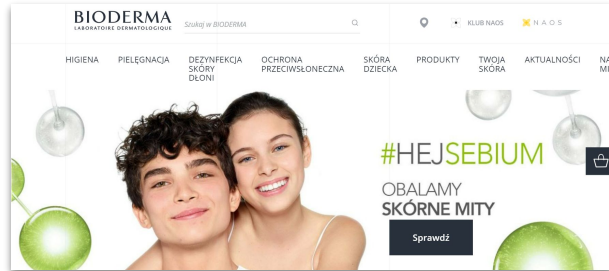 BIODERMA
LABORATOIRE DERMATOLOGIQUE
Szukaj w BIODERMA
KLUB NAOS
NAOS
HIGIENA
PIELĘGNACJA
DEZYNFEKCJA
SKÓRY
DŁONI
OCHRONA
PRZECIWSŁONECZNA
SKÓRA
DZIECKA
PRODUKTY
TWOJA
SKÓRA
AKTUALNOŚCI
#HEJSEBIUM
OBALAMY
SKÓRNE MITY
Sprawdź